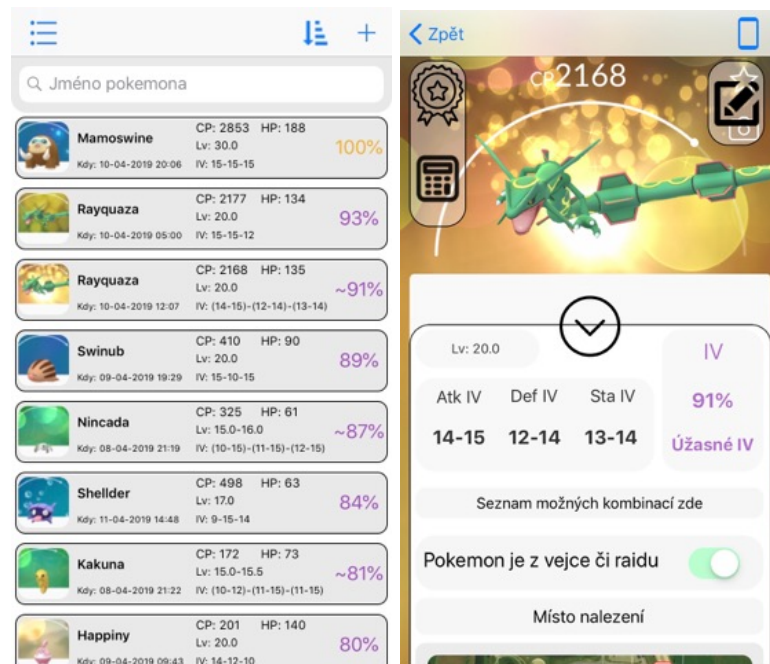 Jméno pokemona
Mamoswine
Kdy: 10-04-2019 20:06
CP: 2853 HP: 188
Lv: 30.0
IV: 15-15-15
100%
Rayquaza
Kdy: 10-04-2019 05:00
CP: 2177 HP: 134
Lv: 20.0
IV: 15-15-12
93%
Rayquaza
Kdy: 10-04-2019 12:07
CP: 2168 HP: 135
Lv: 20.0
IV: (14-15)-(12-14)-(13-14)
~91%
Swinub
Kdy: 09-04-2019 19:29
CP: 410 HP: 90
Lv: 20.0
IV: 15-10-15
89%
Nincada
Kdy: 08-04-2019 21:19
CP: 325 HP: 61
Lv: 15.0-16.0
IV: (10-15)-(11-15)-(12-15)
~87%
Shellder
Kdy: 11-04-2019 14:48
CP: 498 HP: 63
Lv: 17.0
IV: 9-15-14
84%
Kakuna
Kdy: 08-04-2019 21:22
CP: 172 HP: 73
Lv: 15.0-15.5
IV: (10-12)-(11-15)-(11-15)
~81%
Happiny
Kdy: 09-04-2019 09:43
CP: 201 HP: 140
Lv: 20.0
IV: 14-12-10
80%
Zpět
CP2168
Lv: 20.0
IV
91%
Úžasné IV
Atk IV Def IV Sta IV
14-15 12-14 13-14
Seznam možných kombinací zde
Pokemon je z vejce či raidu
Místo nalezení